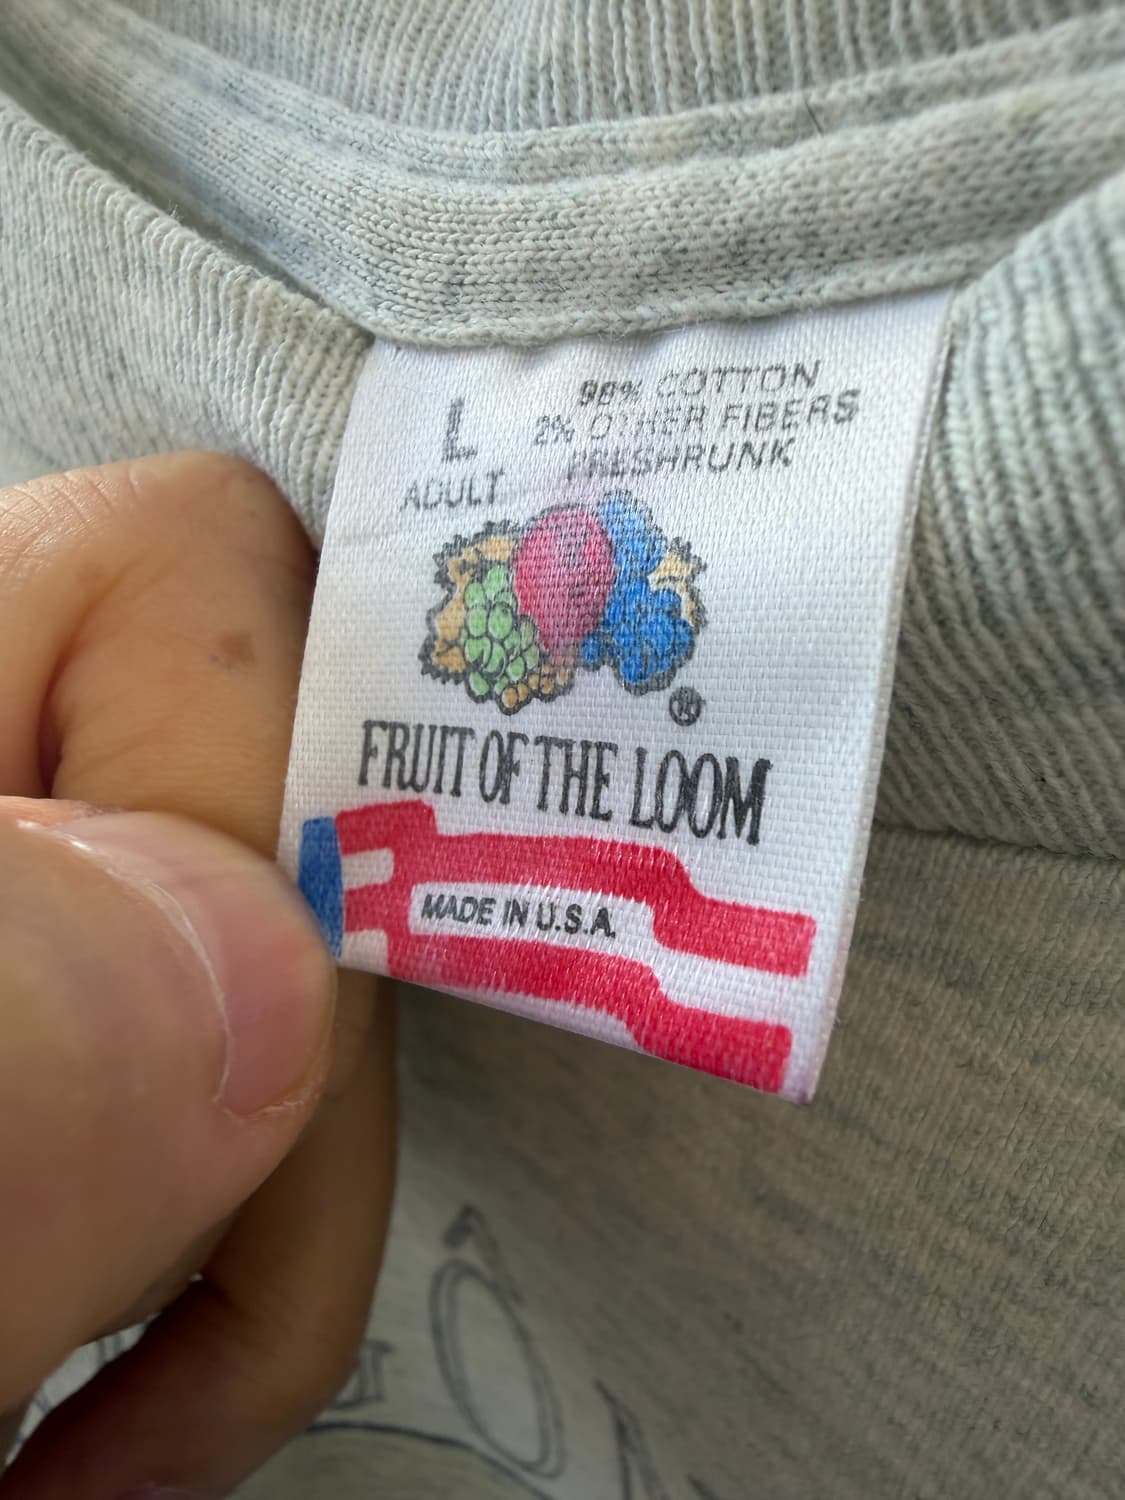 L
ADULT
98% COTTON
2% OTHER FIBERS
PRESHRUNK
®
FRUIT OF THE LOOM
MADE IN U.S.A.